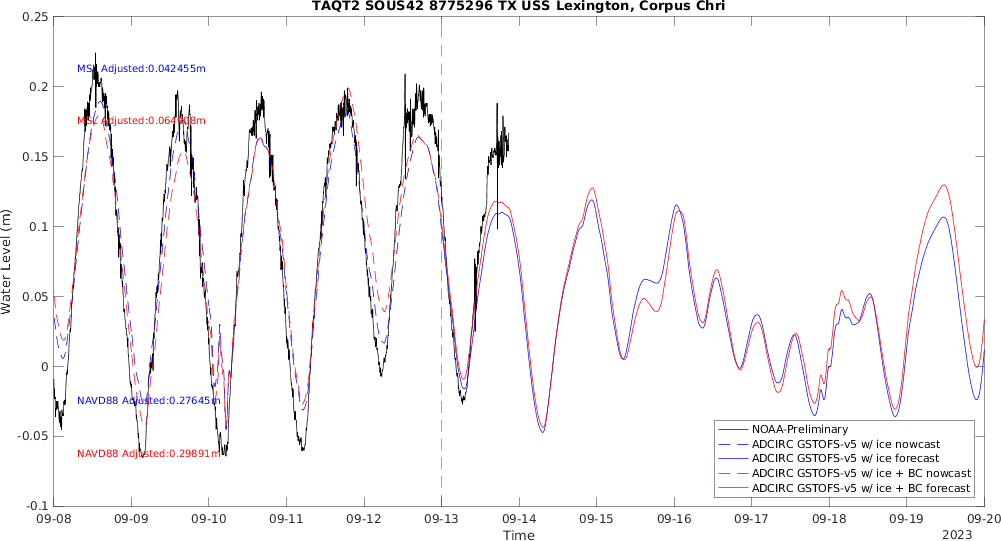 TAQT2 SOUS42 8775296 TX USS Lexington, Corpus Chri
0.25
0.2
0.15
0.1
0.05
0
-0.05
-0.1
Water Level (m)
MSL Adjusted:0.042455m
MSL Adjusted:0.064908m
NAVD88 Adjusted:0.27645m
NAVD88 Adjusted:0.29891m
NOAA-Preliminary
ADCIRC GSTOFS-v5 w/ ice nowcast
ADCIRC GSTOFS-v5 w/ ice forecast
ADCIRC GSTOFS-v5 w/ ice + BC nowcast
ADCIRC GSTOFS-v5 w/ ice + BC forecast
09-08 09-09 09-10 09-11 09-12 09-13 09-14 09-15 09-16 09-17 09-18 09-19 09-20
Time
2023